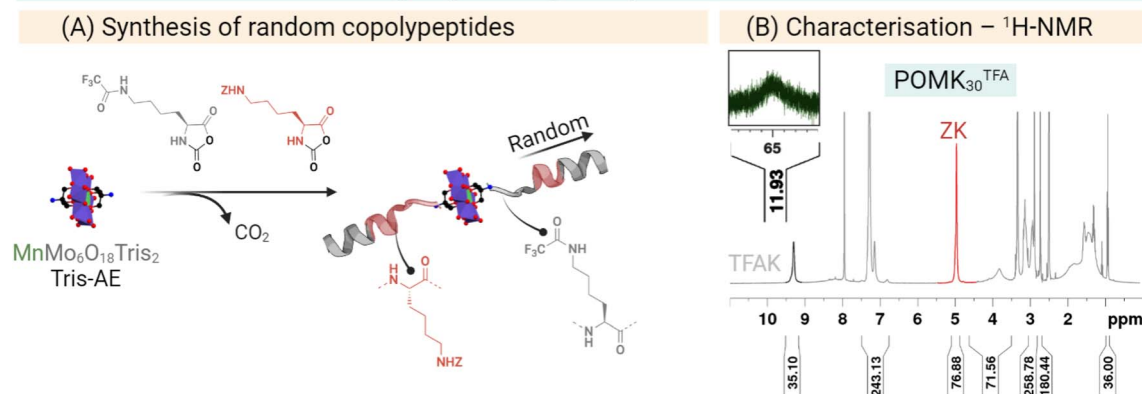 (A) Synthesis of random copolypeptides
F₃C
H
N
O
O
HN
O
O
ZHN
O
HN
O
O
CO₂
MnMo₆O₁₈Tris₂
Tris-AE
Random
H
N
O
NHZ
O
F₃C
NH
N
H
O
(B) Characterisation – ¹H-NMR
POMK₃₀ᵀᶠᴬ
65
11.93
ZK
TFAK
10 9 8 7 6 5 4 3 2 ppm
35.10 243.13 76.88 71.56 258.78 180.44 36.00